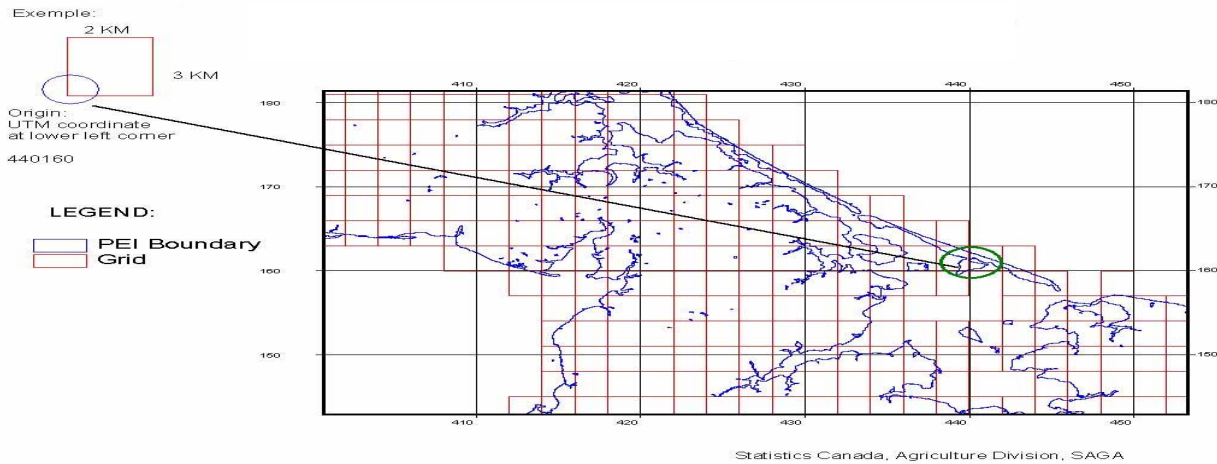 Exemple:
2 KM
3 KM
Origin:
UTM coordinate
at lower left corner
440160
LEGEND:
PEI Boundary
Grid
410 420 430 440 450
180 180
170 170
160 160
150 150
410 420 430 440 450
Statistics Canada, Agriculture Division, SAGA